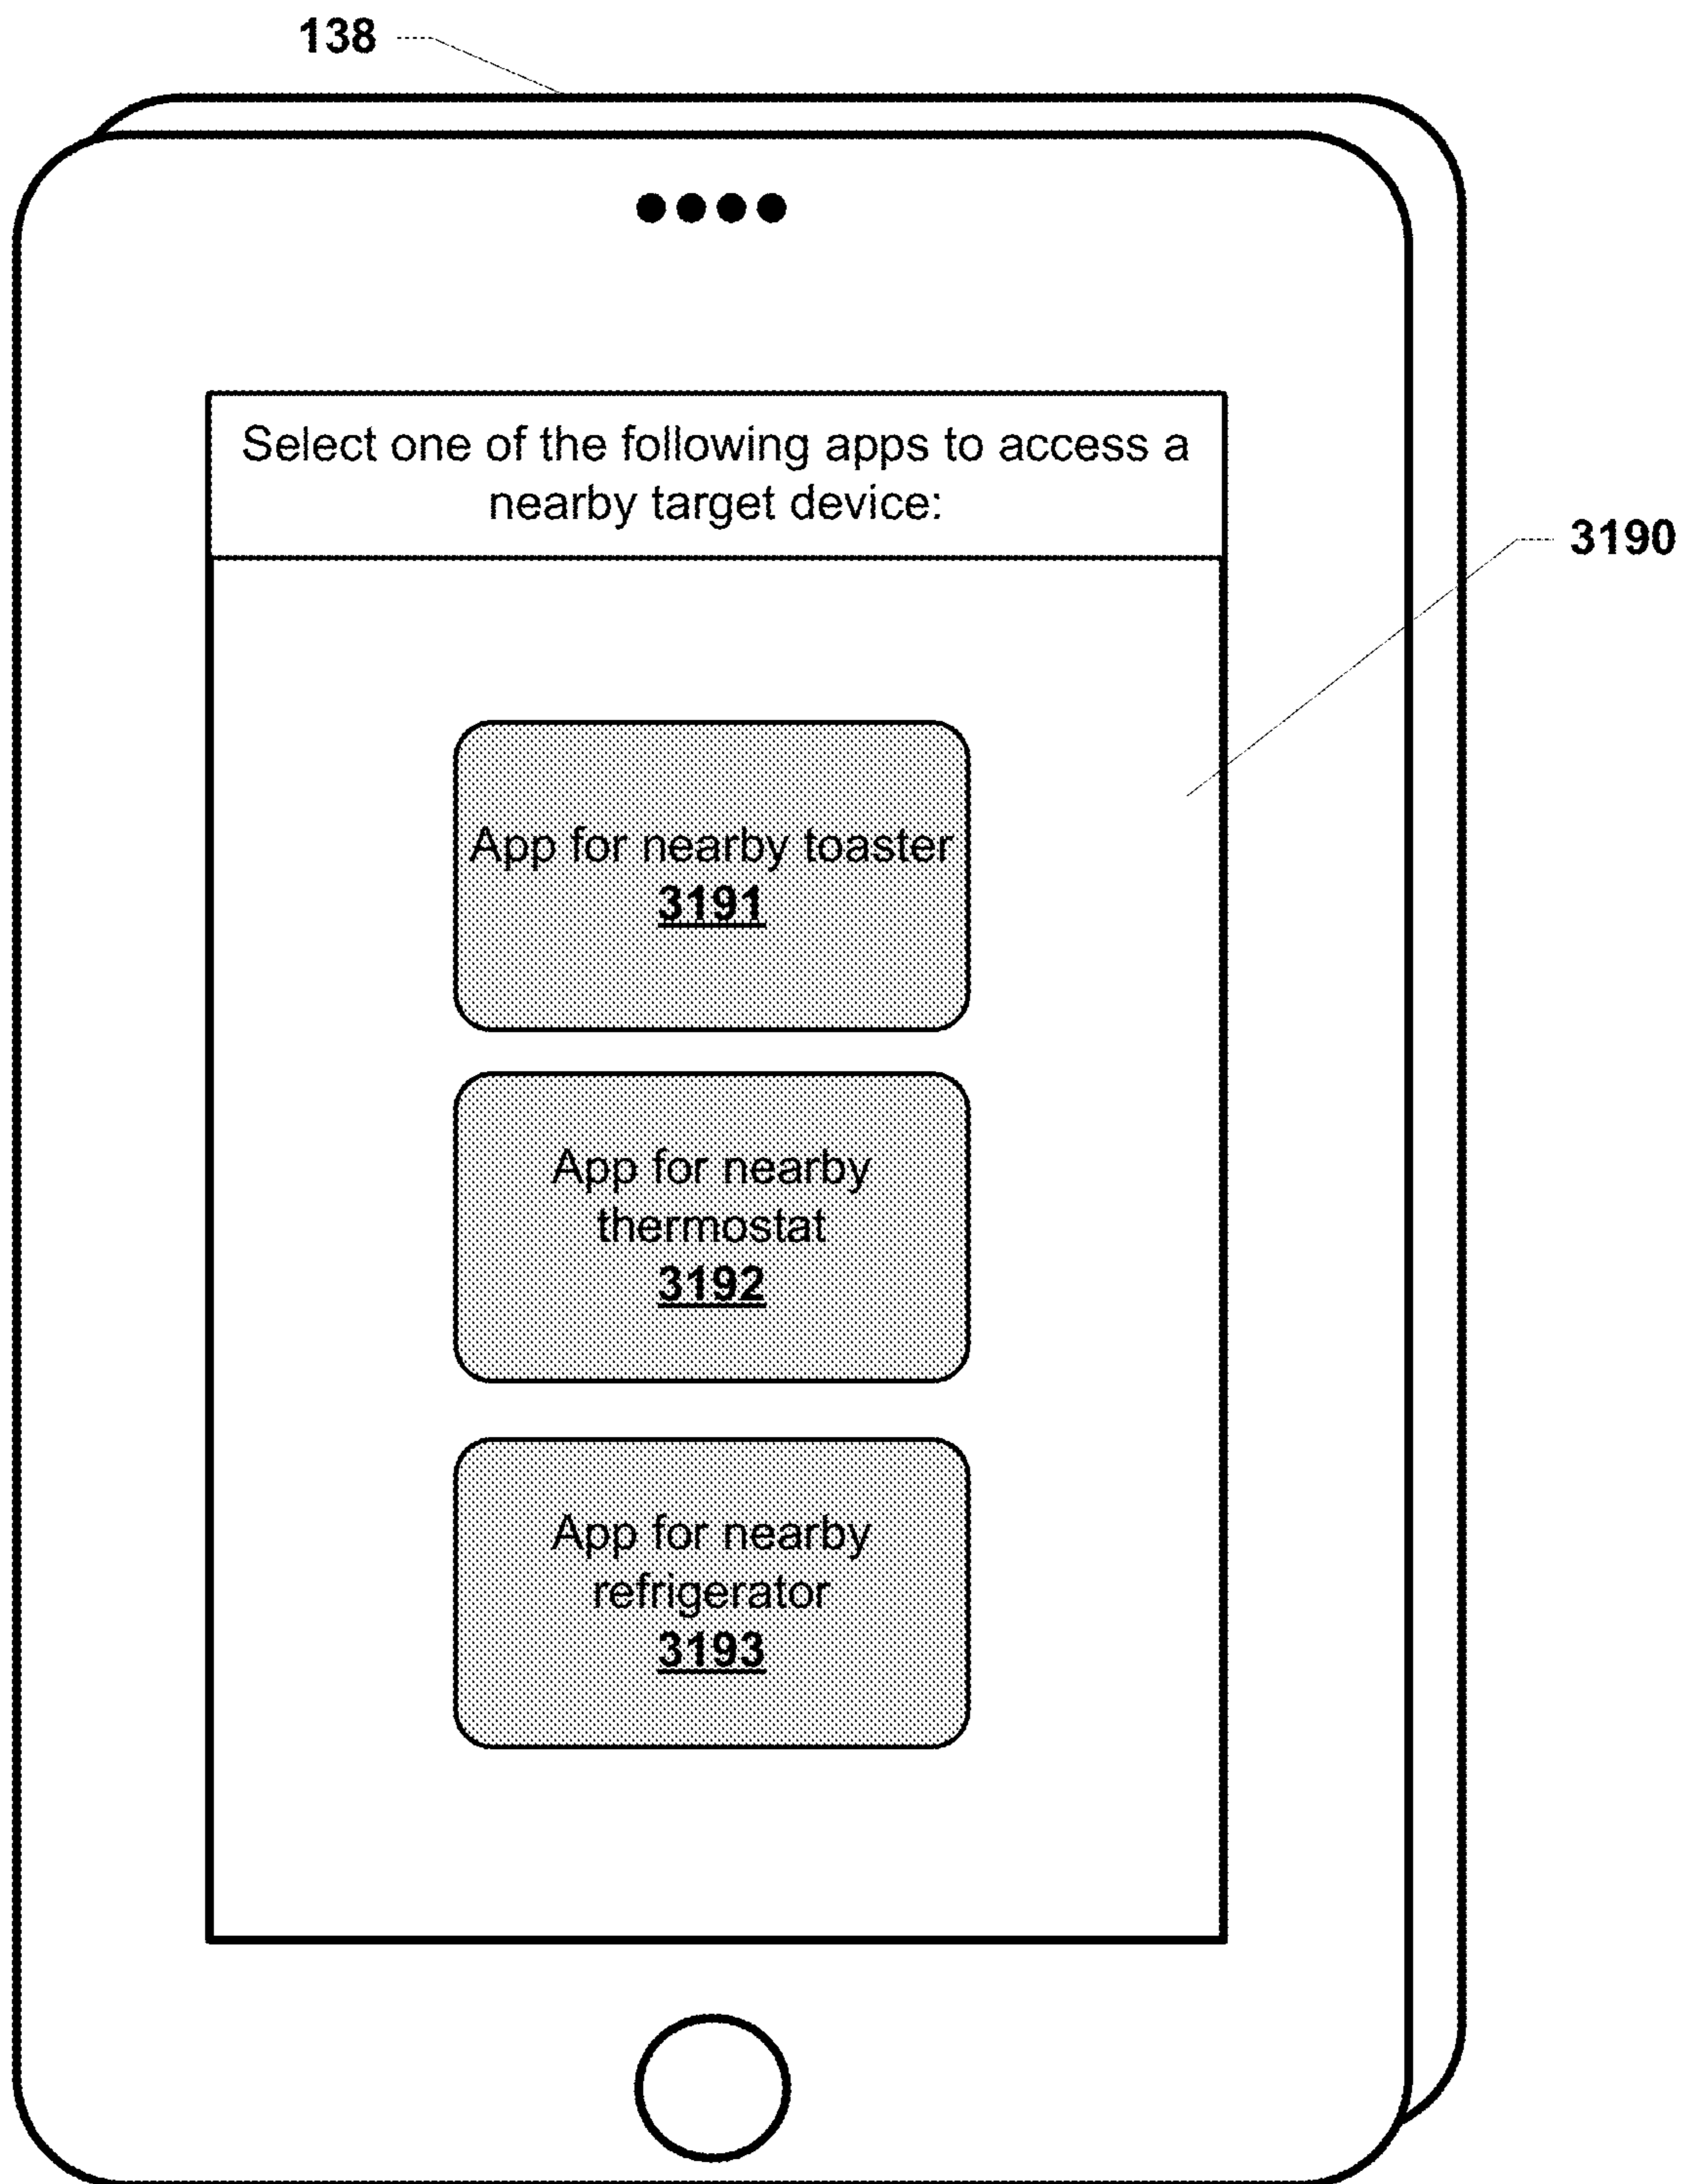 138
Select one of the following apps to access a
nearby target device:
3190
App for nearby toaster
3191
App for nearby
thermostat
3192
App for nearby
refrigerator
3193